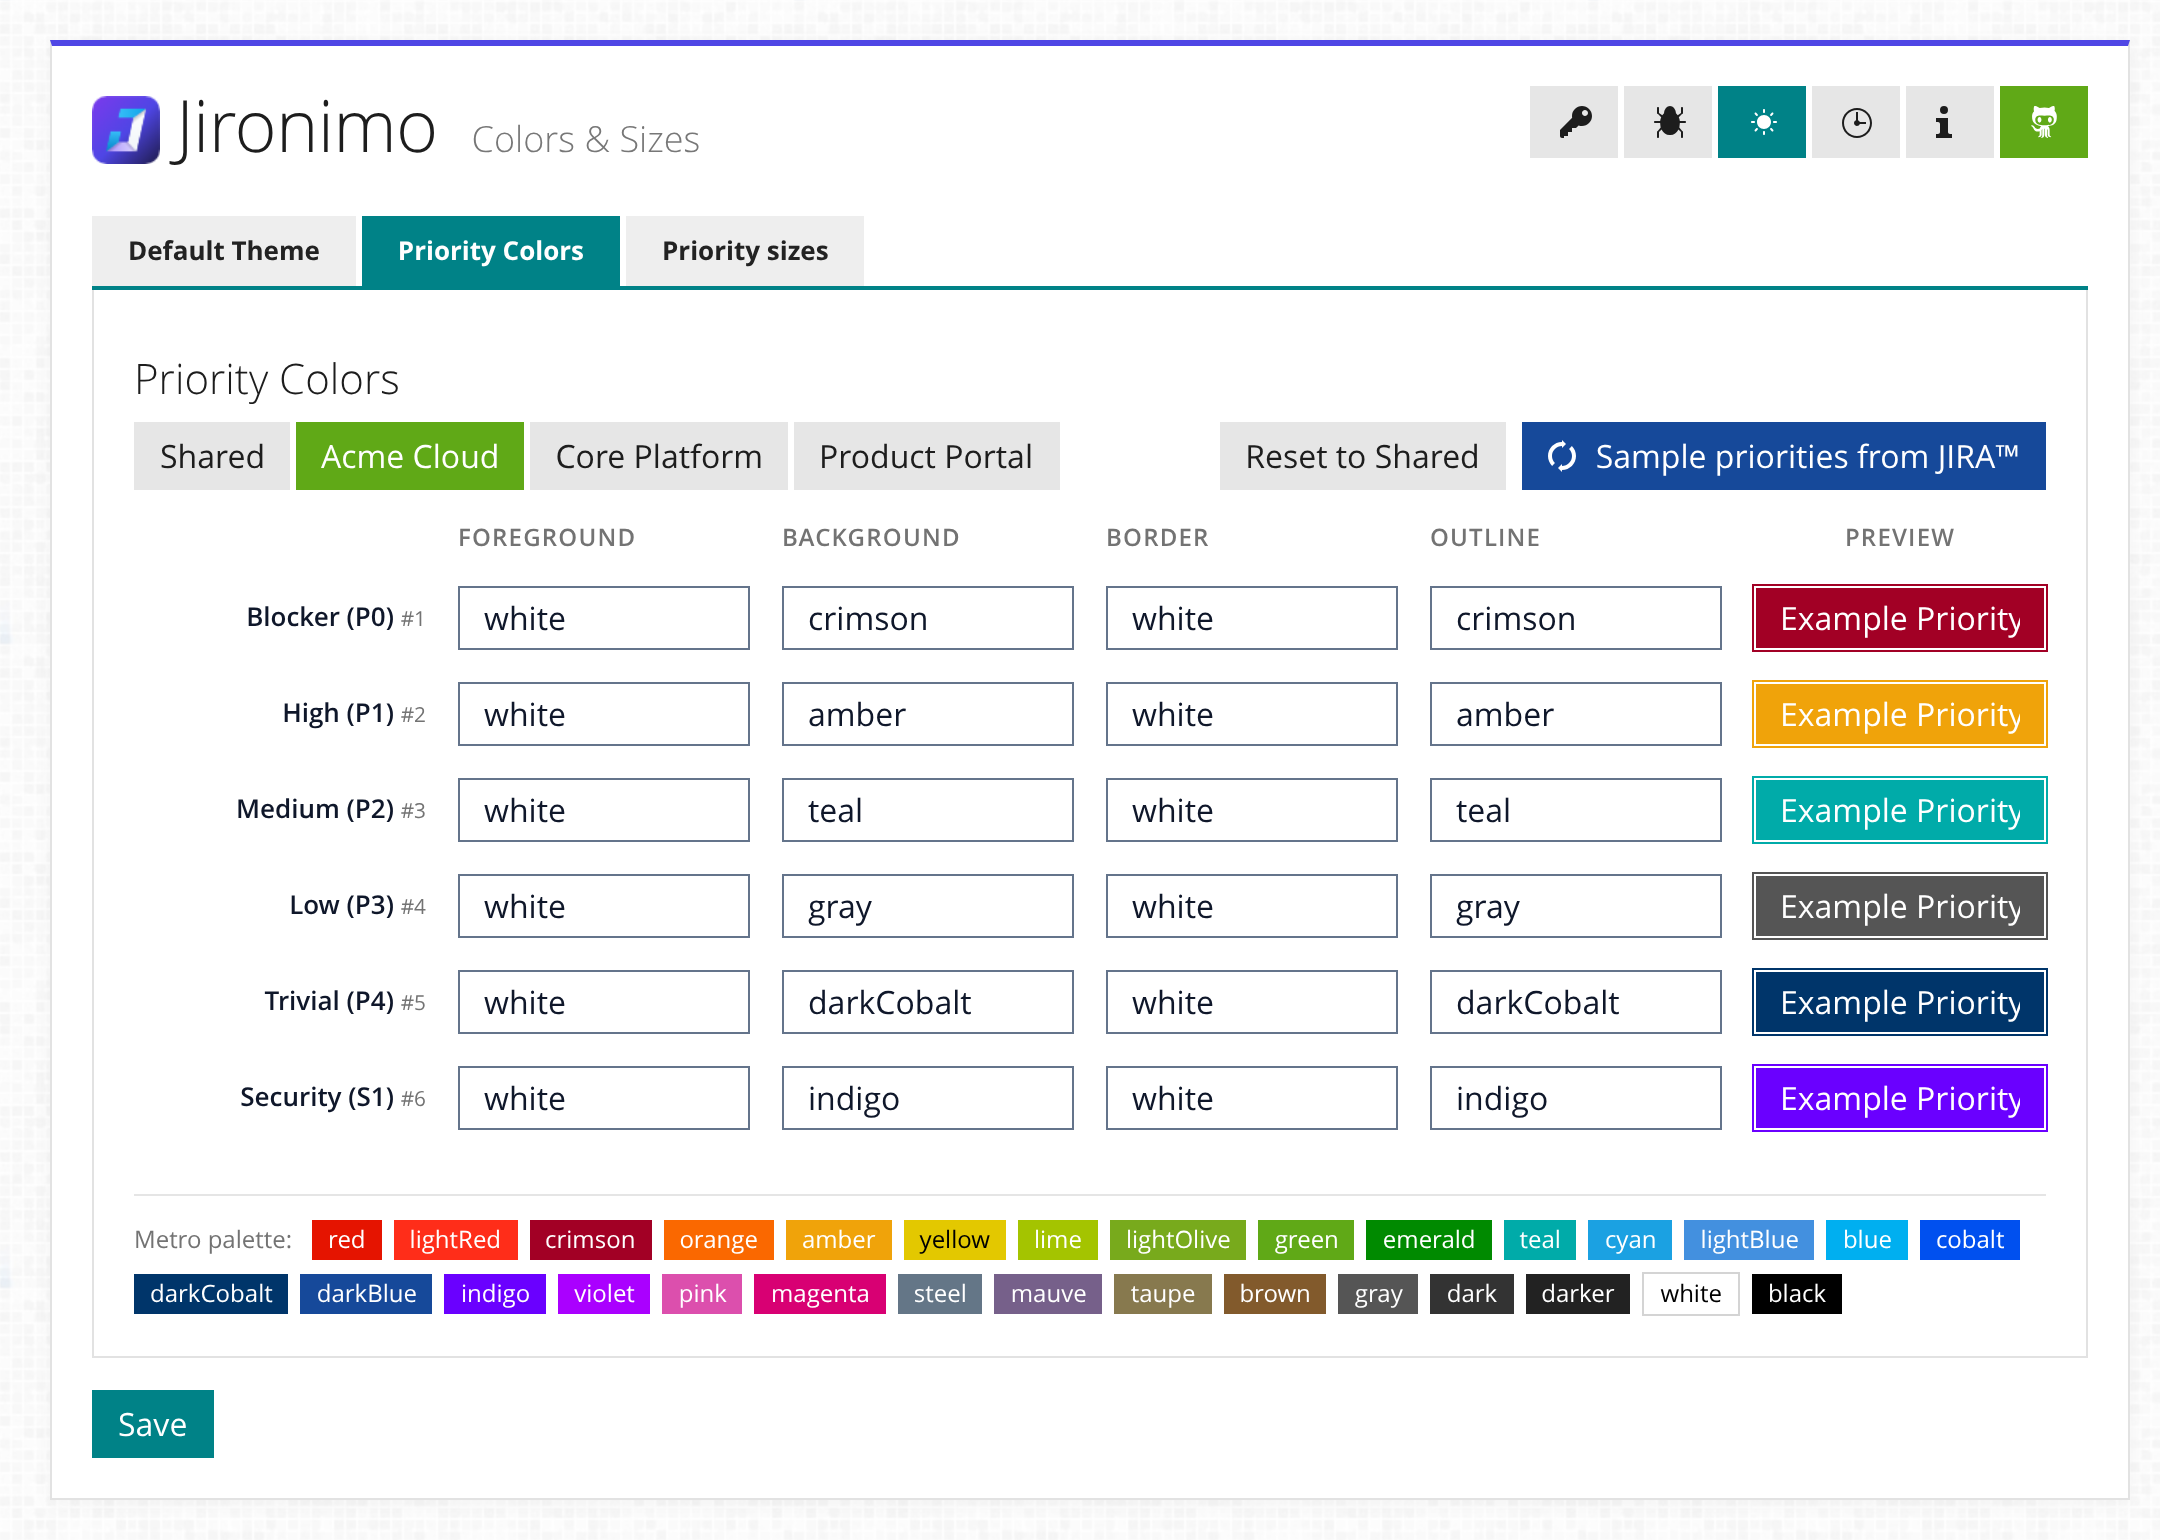 Jironimo Colors & Sizes
Default Theme Priority Colors Priority sizes
Priority Colors
Shared Acme Cloud Core Platform Product Portal Reset to Shared Sample priorities from JIRA™
FOREGROUND BACKGROUND BORDER OUTLINE PREVIEW
Blocker (P0) #1 white crimson white crimson Example Priority
High (P1) #2 white amber white amber Example Priority
Medium (P2) #3 white teal white teal Example Priority
Low (P3) #4 white gray white gray Example Priority
Trivial (P4) #5 white darkCobalt white darkCobalt Example Priority
Security (S1) #6 white indigo white indigo Example Priority
Metro palette: red lightRed crimson orange amber yellow lime lightOlive green emerald teal cyan lightBlue blue cobalt
darkCobalt darkBlue indigo violet pink magenta steel mauve taupe brown gray dark darker white black
Save